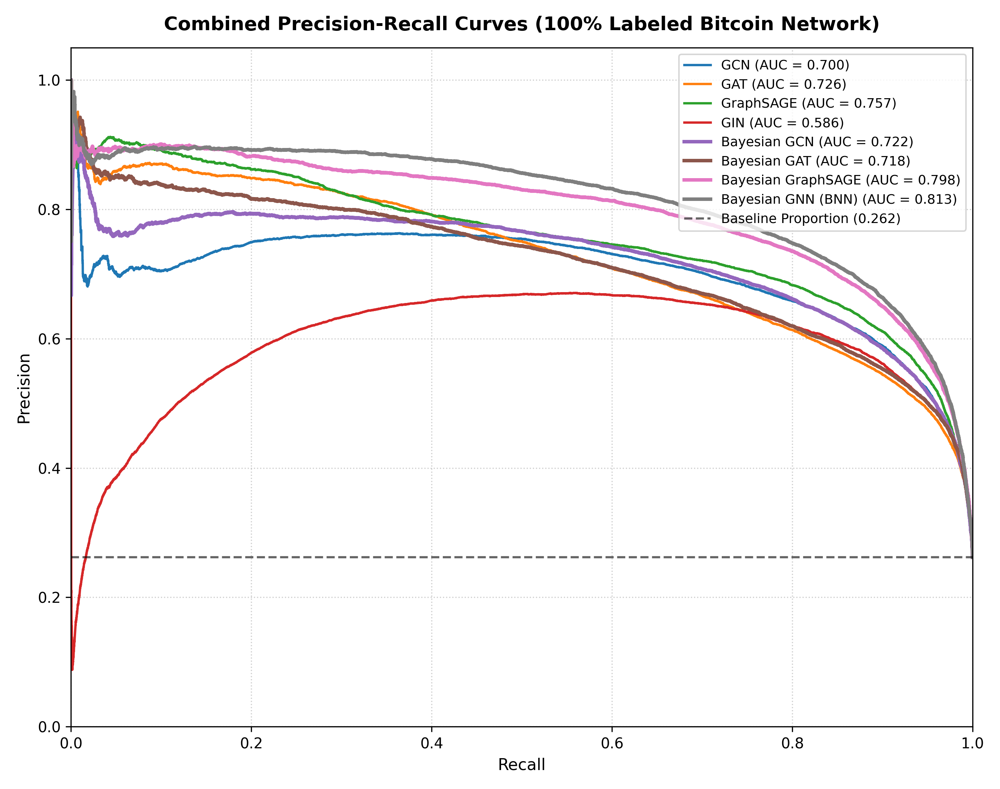 Combined Precision-Recall Curves (100% Labeled Bitcoin Network)
GCN (AUC = 0.700)
GAT (AUC = 0.726)
GraphSAGE (AUC = 0.757)
GIN (AUC = 0.586)
Bayesian GCN (AUC = 0.722)
Bayesian GAT (AUC = 0.718)
Bayesian GraphSAGE (AUC = 0.798)
Bayesian GNN (BNN) (AUC = 0.813)
Baseline Proportion (0.262)
Precision
1.0
0.8
0.6
0.4
0.2
0.0
0.0 0.2 0.4 0.6 0.8 1.0
Recall